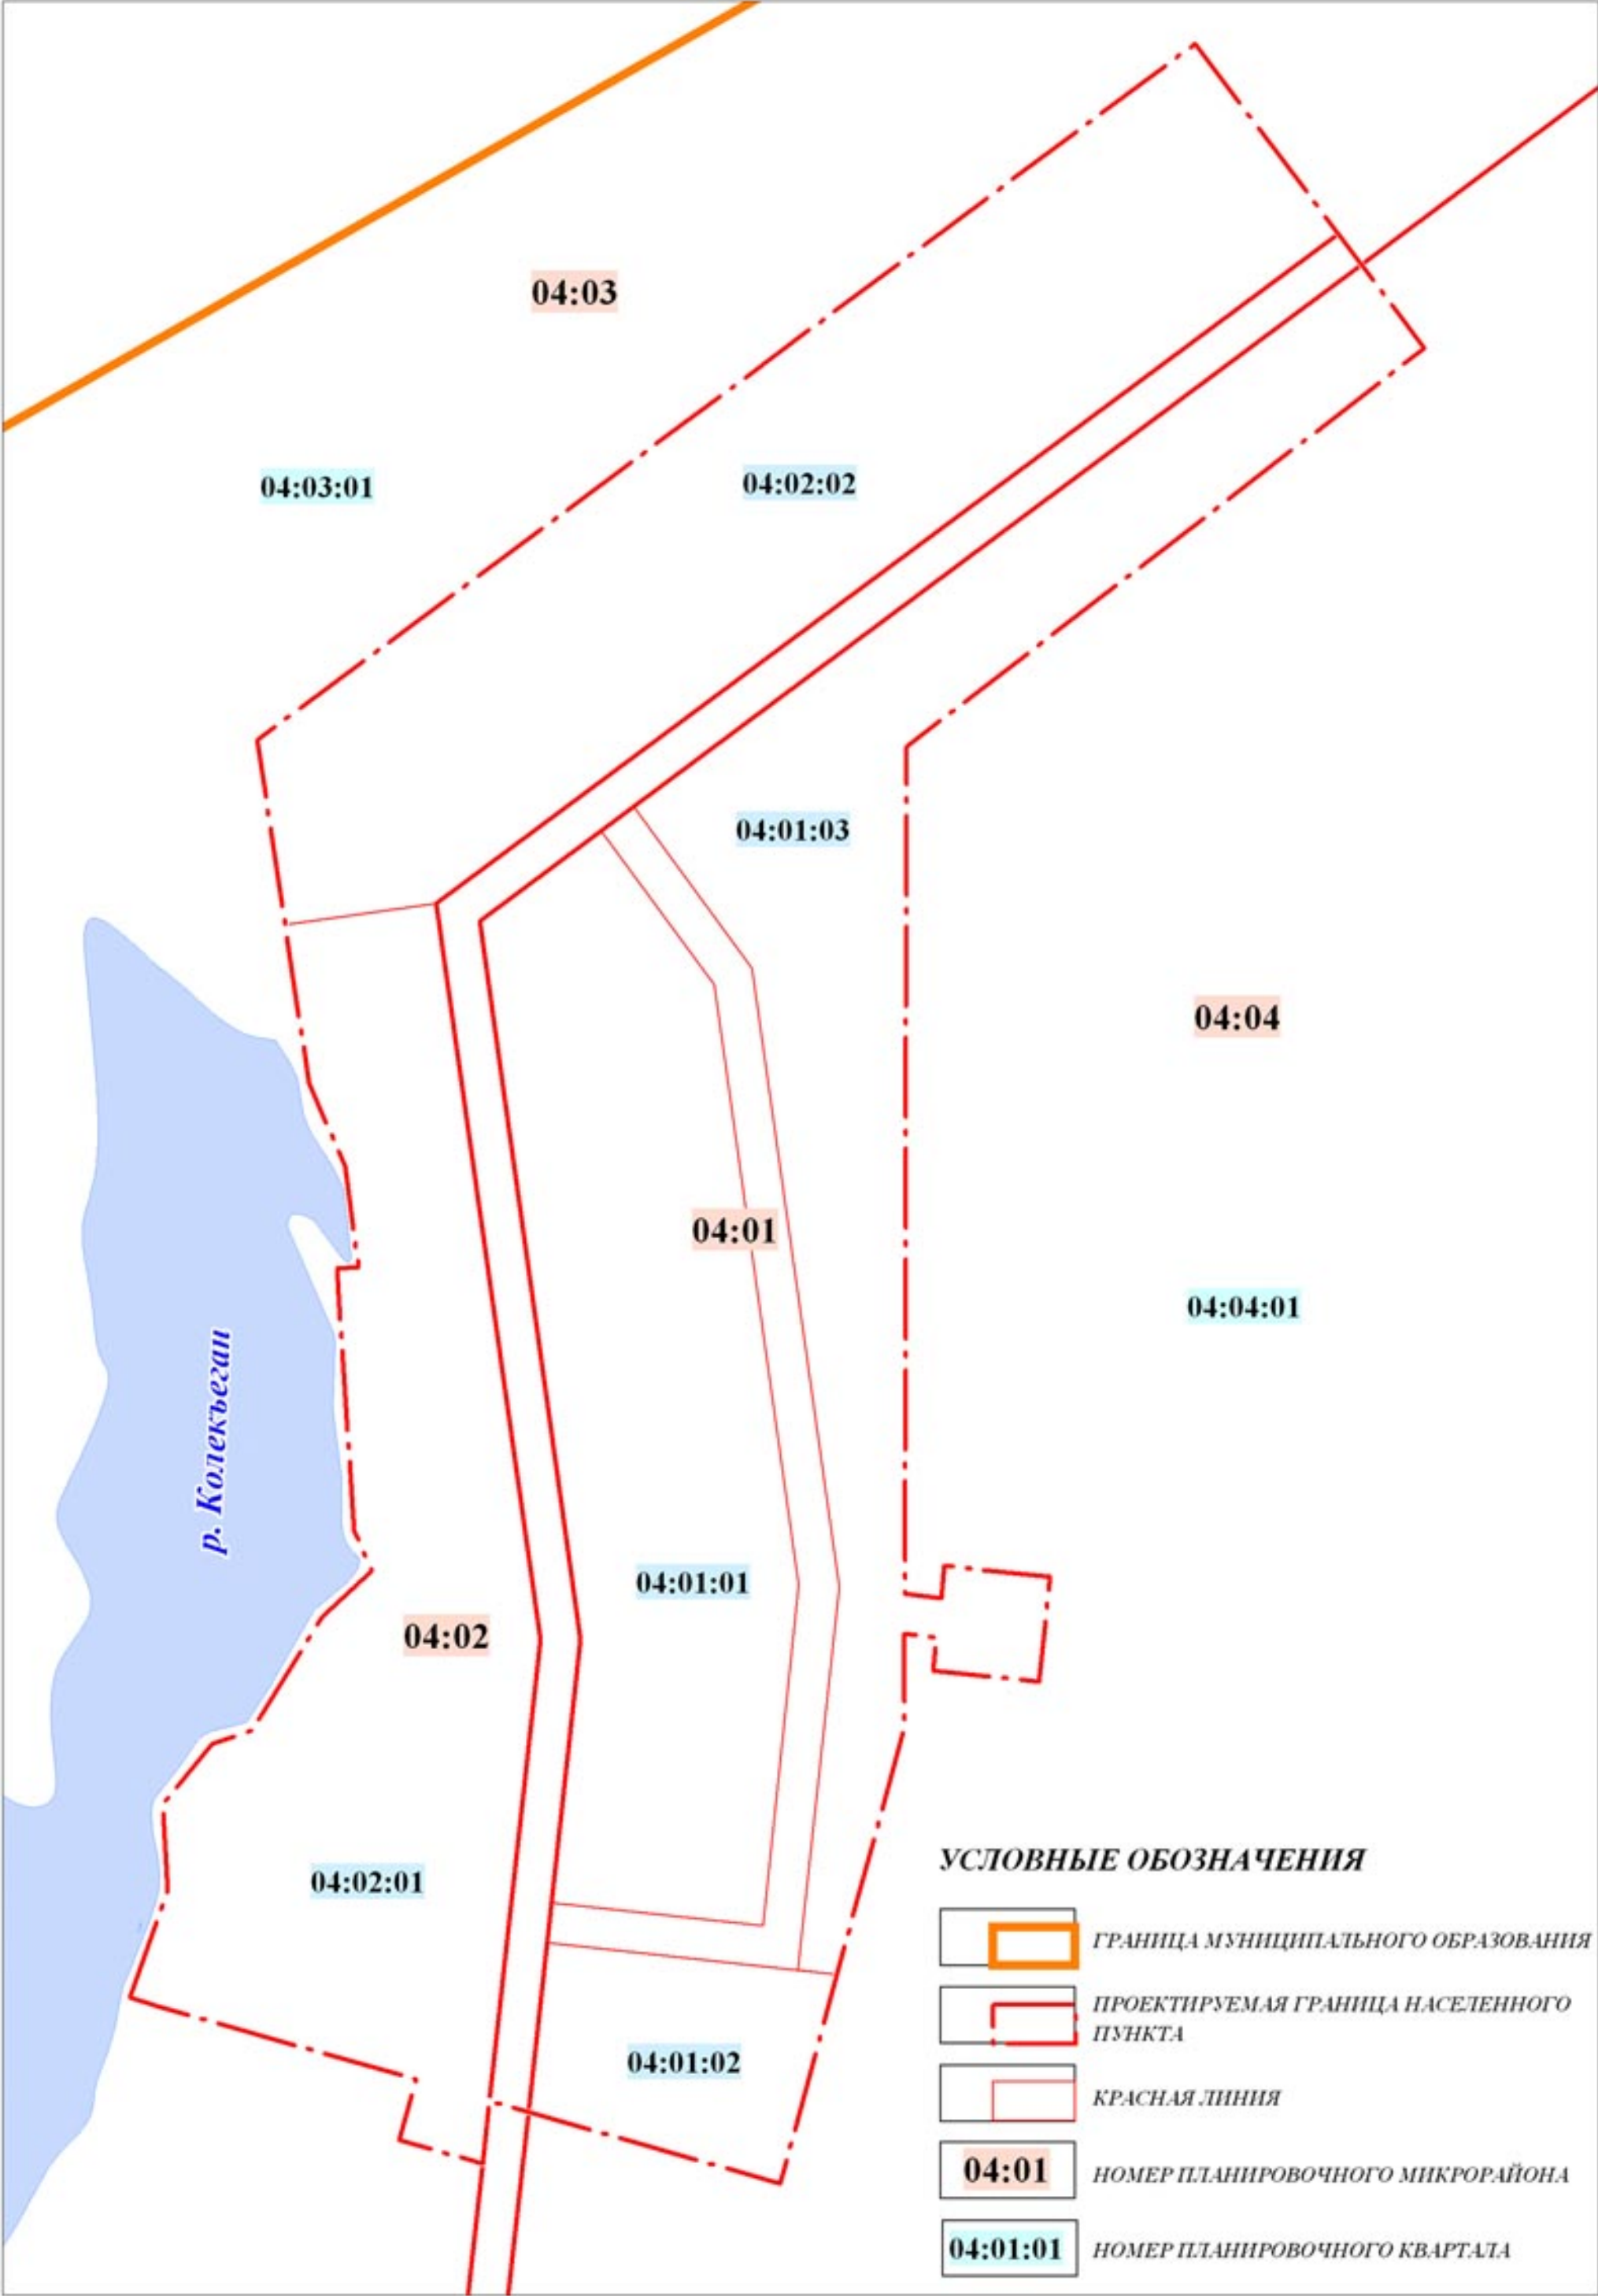 04:03
04:03:01
04:02:02
04:01:03
04:04
04:01
04:04:01
р. Колекъеган
04:01:01
04:02
04:02:01
04:01:02
УСЛОВНЫЕ ОБОЗНАЧЕНИЯ
ГРАНИЦА МУНИЦИПАЛЬНОГО ОБРАЗОВАНИЯ
ПРОЕКТИРУЕМАЯ ГРАНИЦА НАСЕЛЕННОГО
ПУНКТА
КРАСНАЯ ЛИНИЯ
04:01 НОМЕР ПЛАНИРОВОЧНОГО МИКРОРАЙОНА
04:01:01 НОМЕР ПЛАНИРОВОЧНОГО КВАРТАЛА